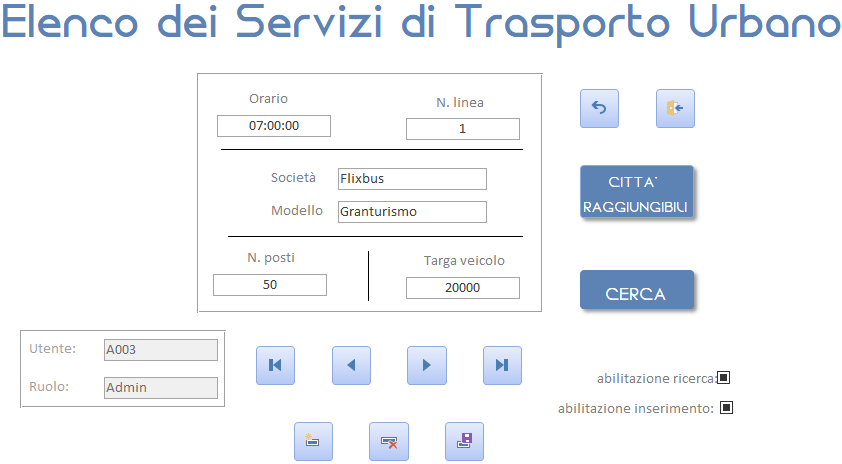 Elenco dei Servizi di Trasporto Urbano
Orario
N. linea
07:00:00
1
Società
Flixbus
Modello
Granturismo
N. posti
Targa veicolo
50
20000
CITTA'
RAGGIUNGIBILI
CERCA
Utente:
A003
Ruolo:
Admin
abilitazione ricerca:
abilitazione inserimento: